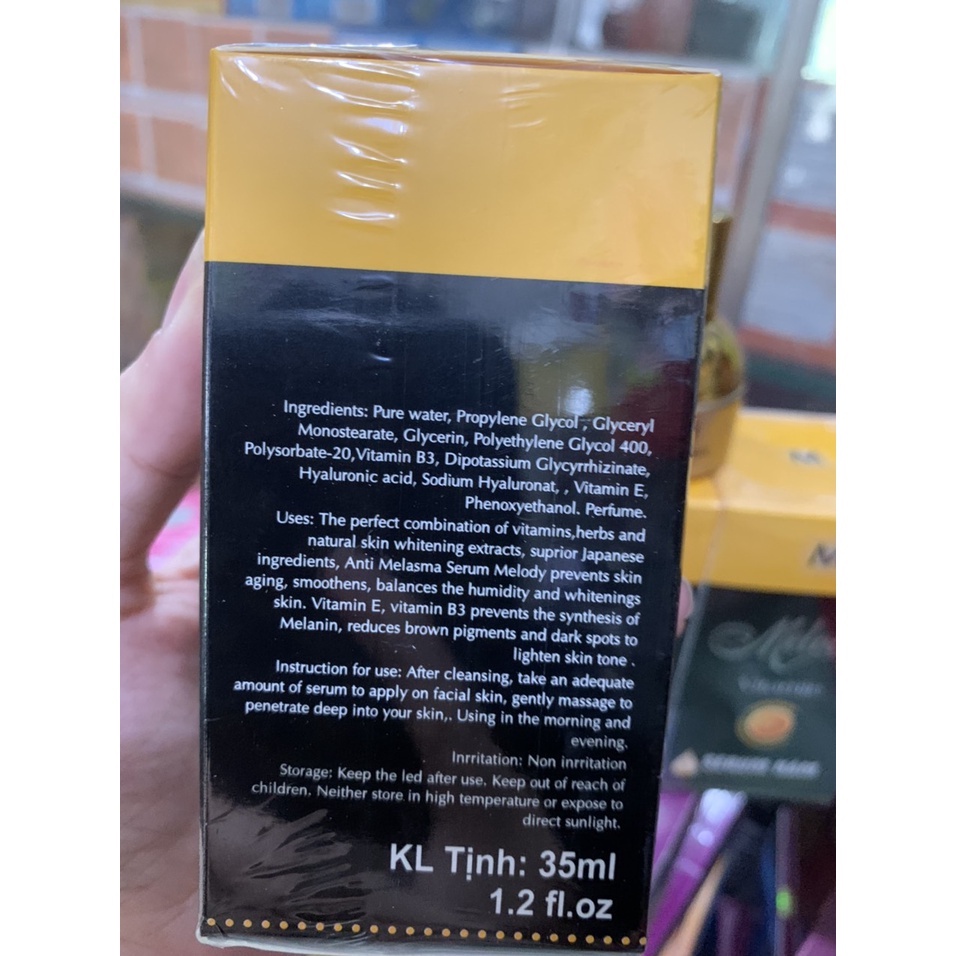 Ingredients: Pure water, Propylene Glycol , Glyceryl
Monostearate, Glycerin, Polyethylene Glycol 400,
Polysorbate-20,Vitamin B3, Dipotassium Glycyrrhizinate,
Hyaluronic acid, Sodium Hyaluronat, , Vitamin E,
Phenoxyethanol. Perfume.
Uses: The perfect combination of vitamins,herbs and
natural skin whitening extracts, suprior Japanese
ingredients, Anti Melasma Serum Melody prevents skin
aging, smoothens, balances the humidity and whitenings
skin. Vitamin E, vitamin B3 prevents the synthesis of
Melanin, reduces brown pigments and dark spots to
lighten skin tone .
Instruction for use: After cleansing, take an adequate
amount of serum to apply on facial skin, gently massage to
penetrate deep into your skin,. Using in the morning and
evening.
Inrritation: Non inrritation
Storage: Keep the led after use. Keep out of reach of
children. Neither store in high temperature or expose to
direct sunlight.
KL Tịnh: 35ml
1.2 fl.oz